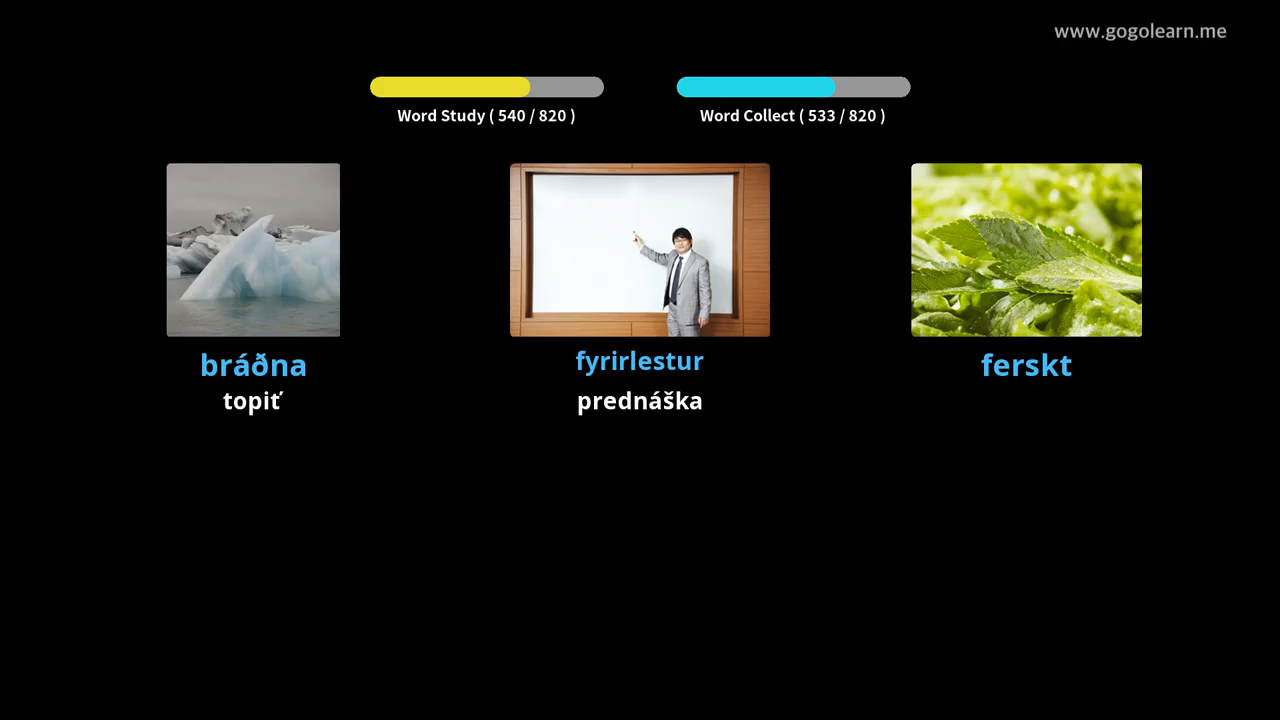 www.gogolearn.me
Word Study ( 540 / 820 )
Word Collect ( 533 / 820 )
bráðna
topiť
fyrirlestur
prednáška
ferskt